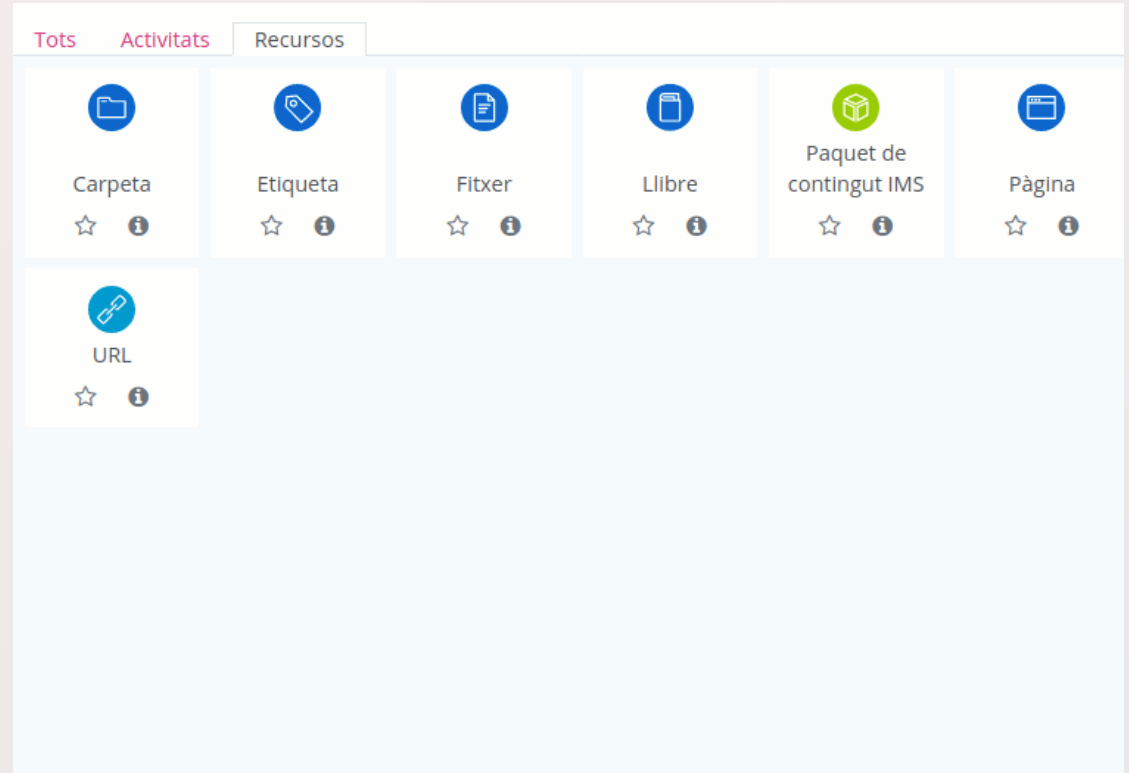 Tots Activitats Recursos
Paquet de
Carpeta Etiqueta Fitxer Llibre contingut IMS Pàgina
URL